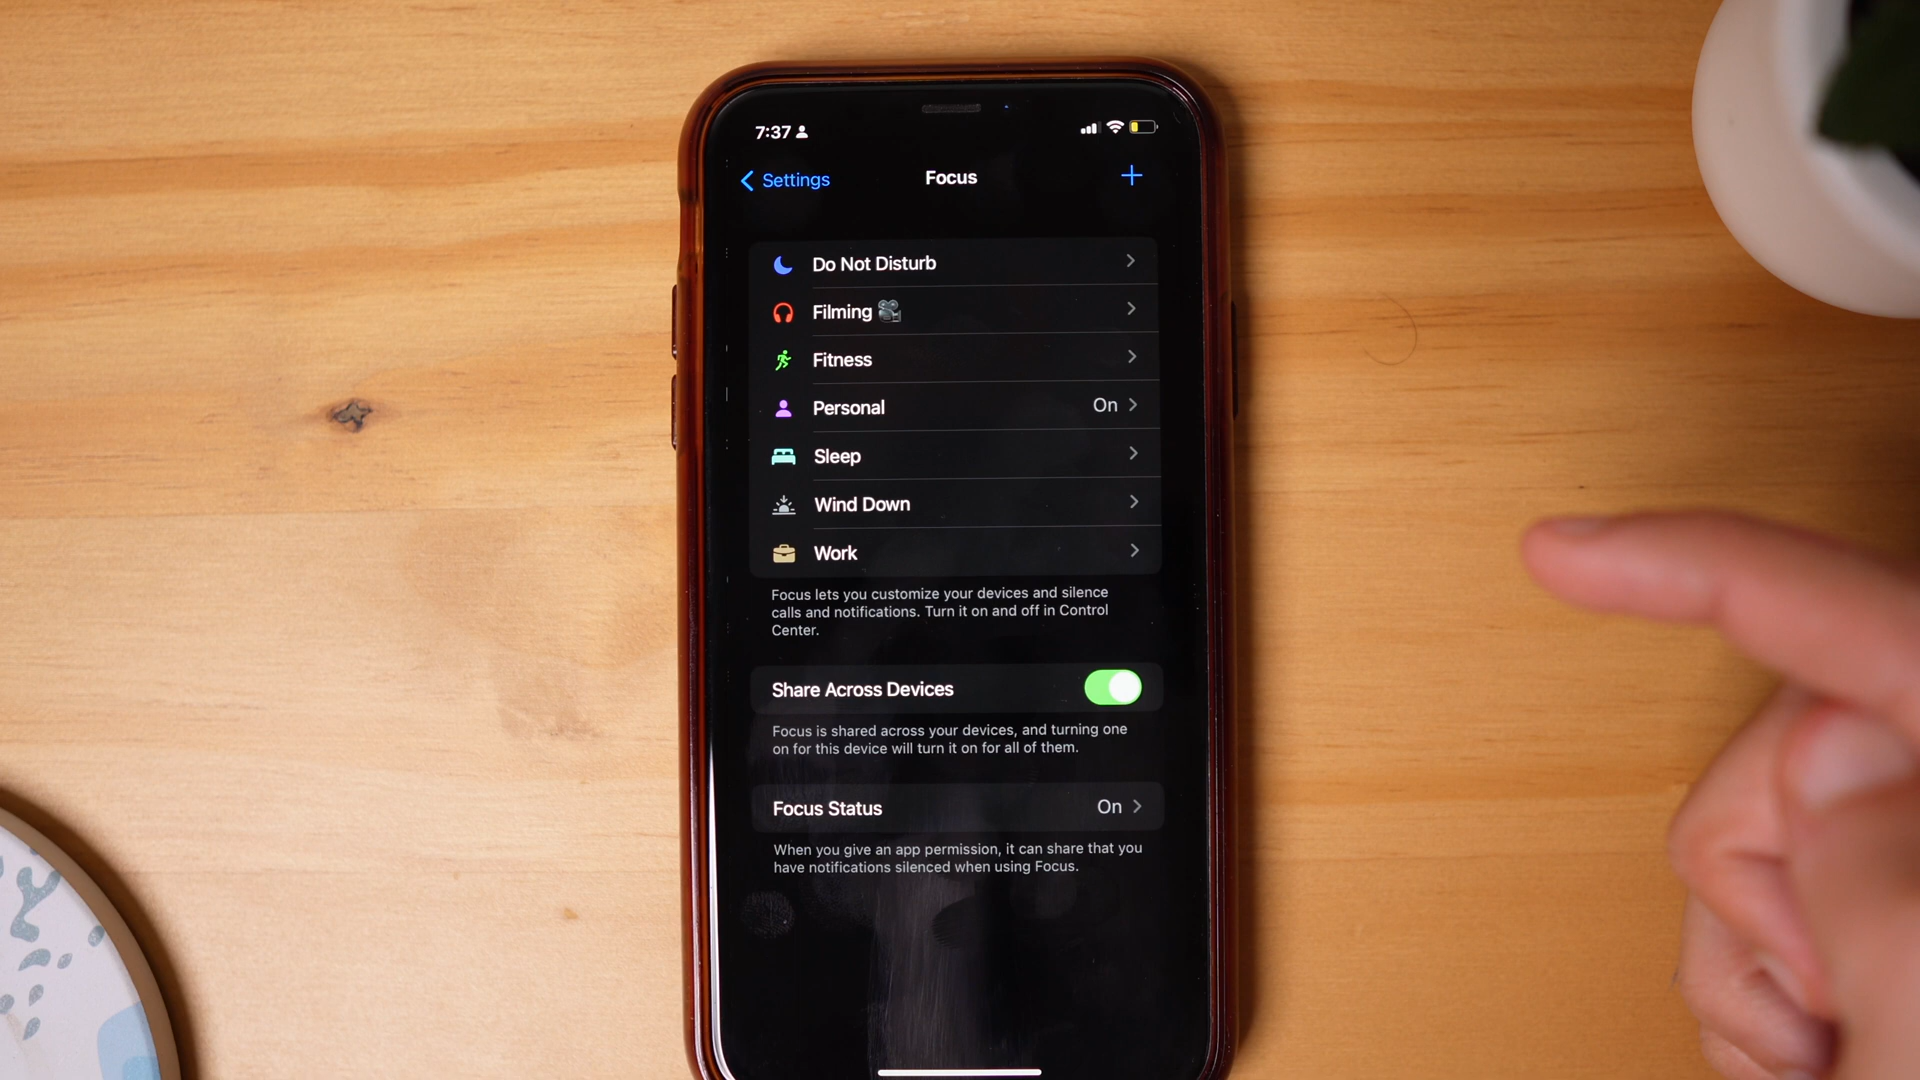 7:37
Settings
Focus
Do Not Disturb
Filming 🎥
Fitness
Personal On
Sleep
Wind Down
Work
Focus lets you customize your devices and silence
calls and notifications. Turn it on and off in Control
Center.
Share Across Devices
Focus is shared across your devices, and turning one
on for this device will turn it on for all of them.
Focus Status On
When you give an app permission, it can share that you
have notifications silenced when using Focus.